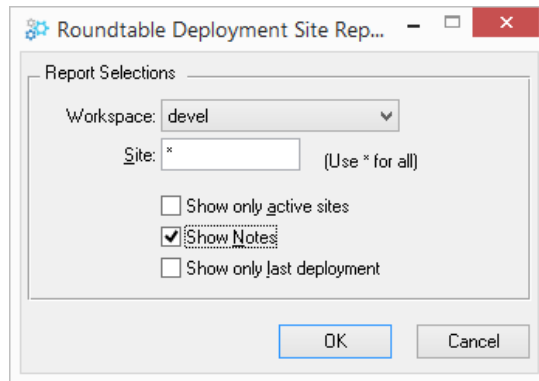 Roundtable Deployment Site Rep...
Report Selections
Workspace: devel
Site: * (Use * for all)
Show only active sites
Show Notes
Show only last deployment
OK Cancel